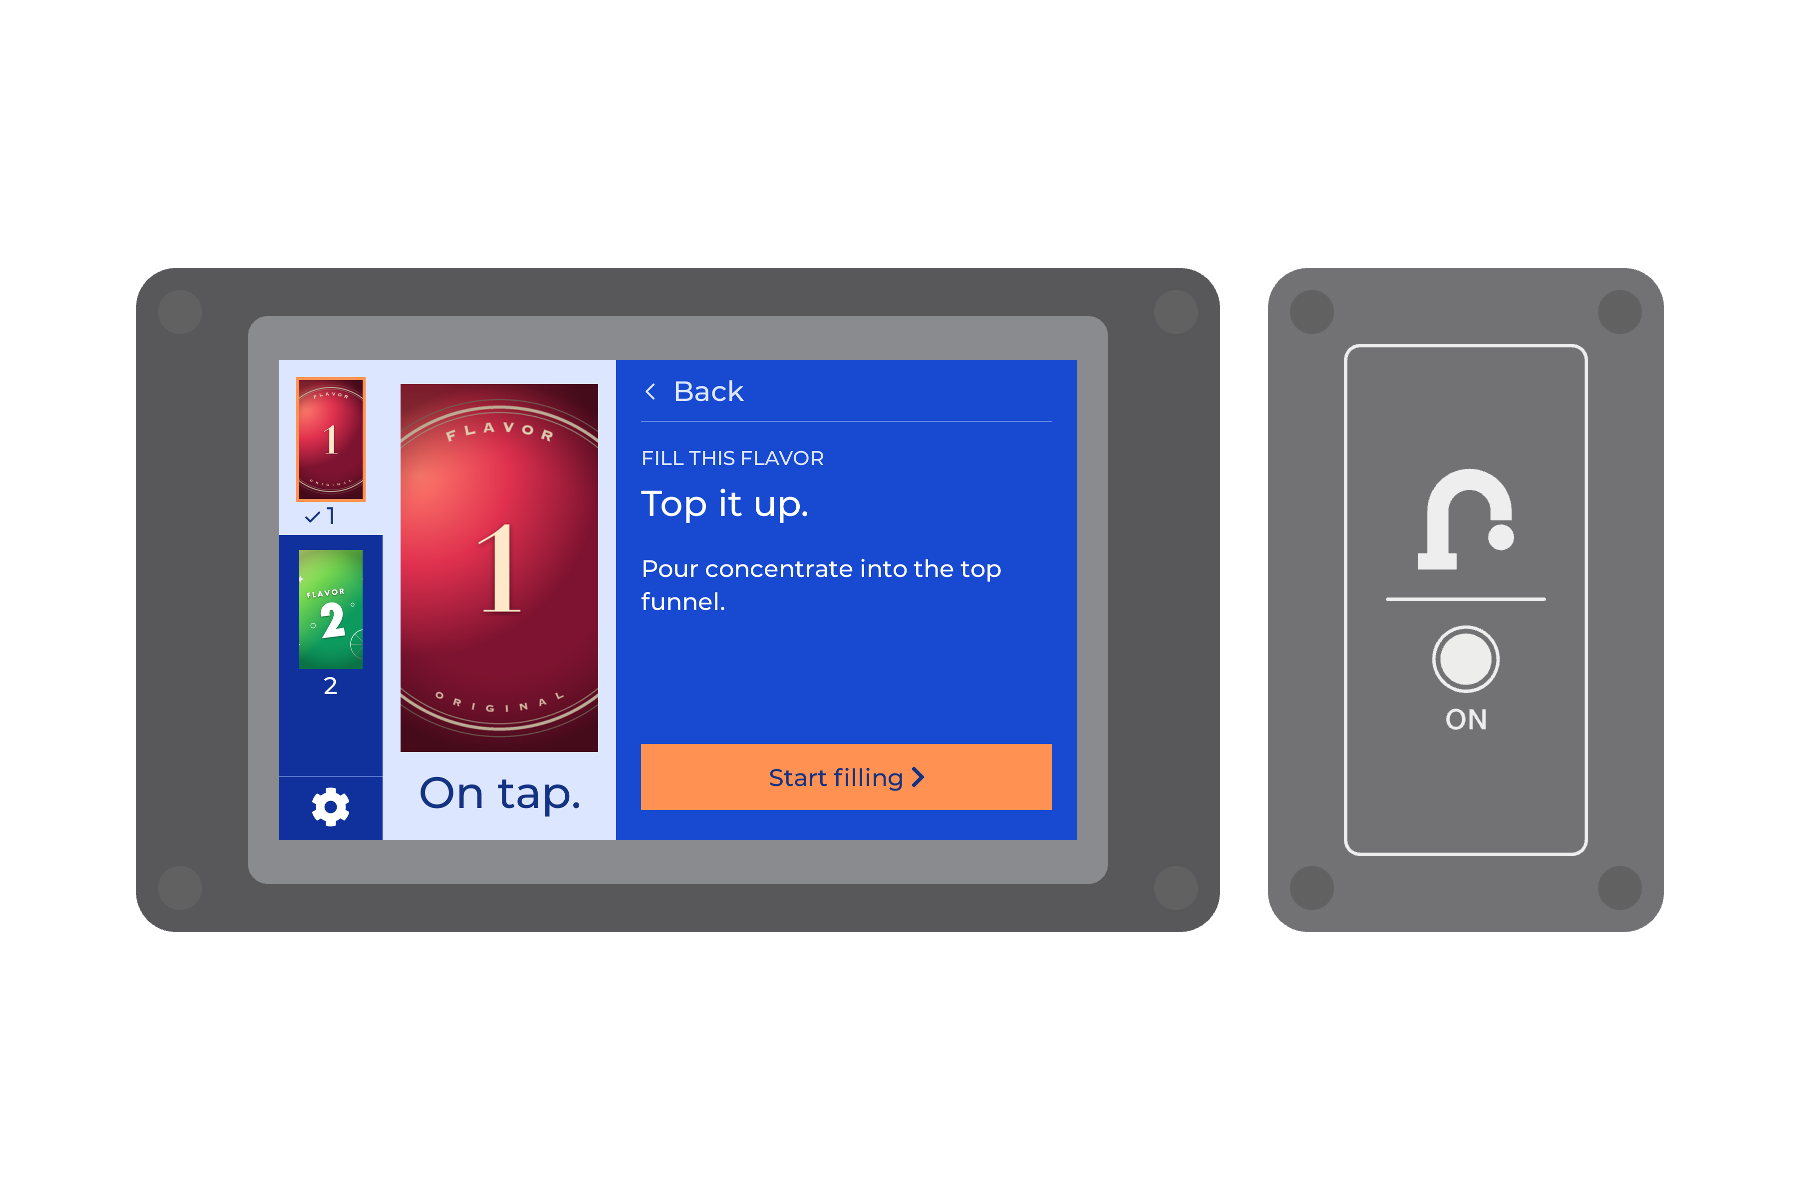 FLAVOR
1
ORIGINAL
1
FLAVOR
2
2
FLAVOR
1
ORIGINAL
On tap.
Back
FILL THIS FLAVOR
Top it up.
Pour concentrate into the top
funnel.
Start filling
ON